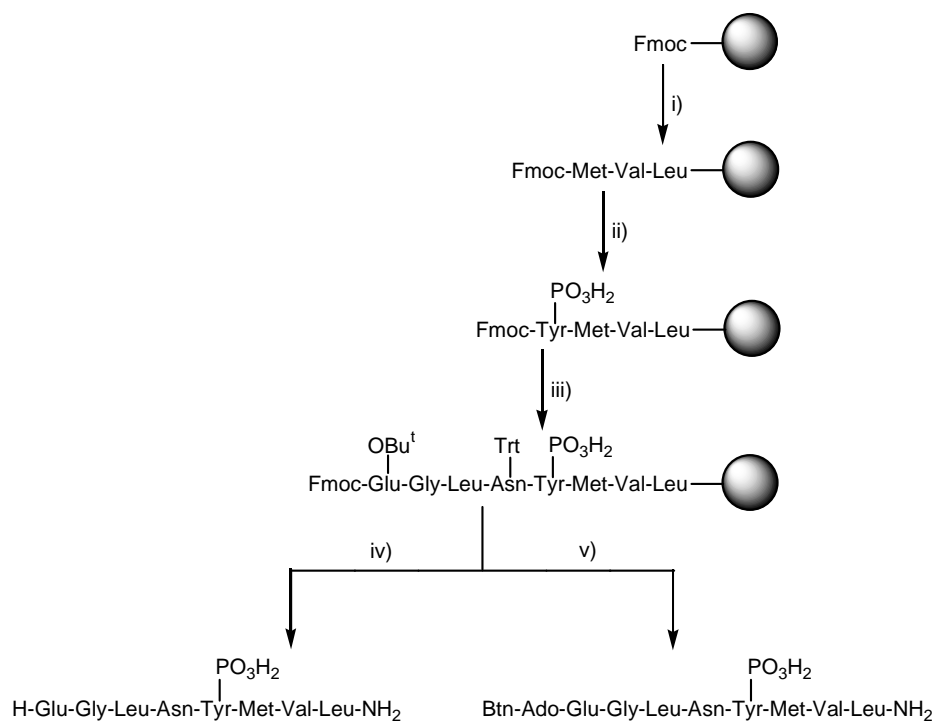 Fmoc
i)
Fmoc-Met-Val-Leu
ii)
PO₃H₂
Fmoc-Tyr-Met-Val-Leu
iii)
OBuᵗ Trt PO₃H₂
Fmoc-Glu-Gly-Leu-Asn-Tyr-Met-Val-Leu
iv) v)
PO₃H₂ PO₃H₂
H-Glu-Gly-Leu-Asn-Tyr-Met-Val-Leu-NH₂ Btn-Ado-Glu-Gly-Leu-Asn-Tyr-Met-Val-Leu-NH₂